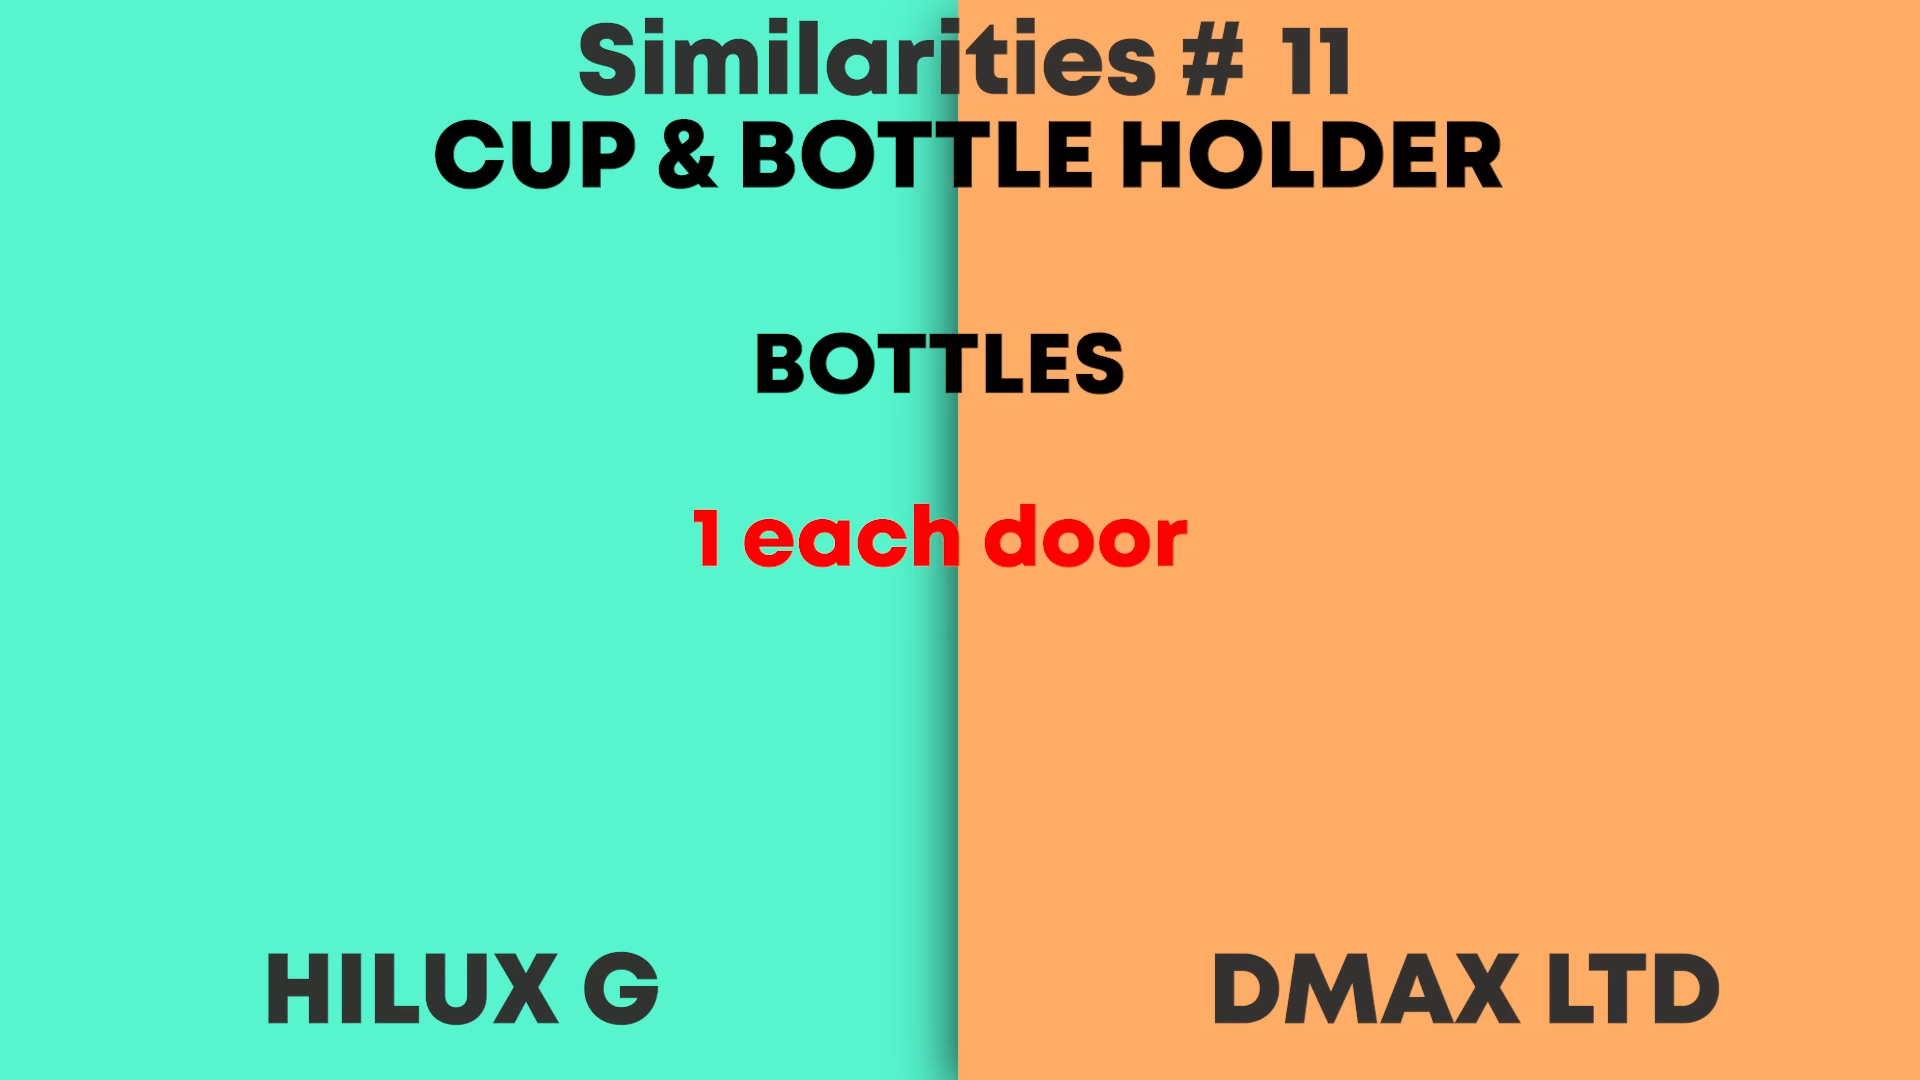 Similarities # 11
CUP & BOTTLE HOLDER
BOTTLES
1 each door
HILUX G
DMAX LTD